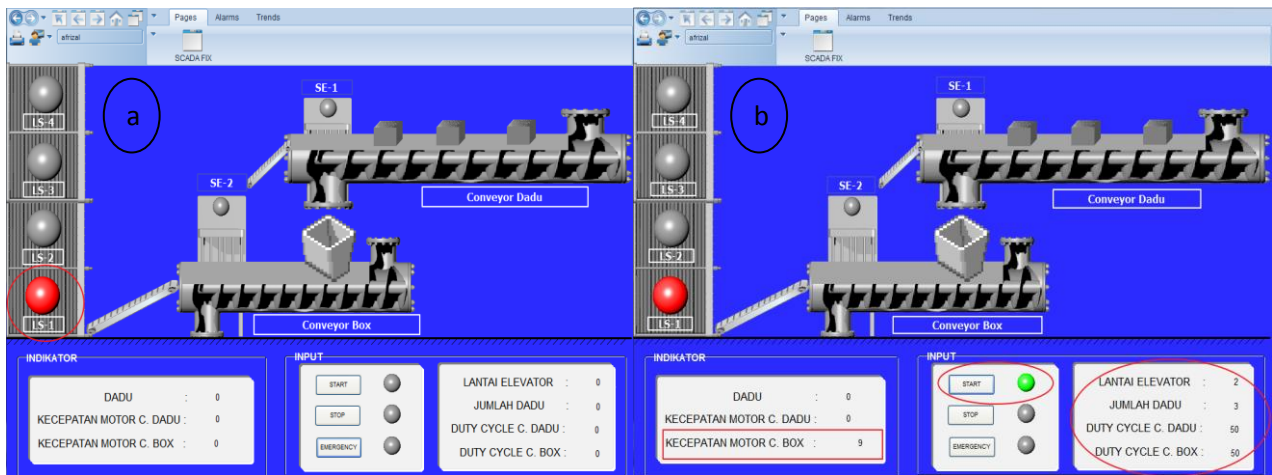 Pages Alarms Trends
afrizal
SCADA FIX
a
LS-4
LS-3
LS-2
LS-1
SE-1
SE-2
Conveyor Dadu
Conveyor Box
INDIKATOR
DADU : 0
KECEPATAN MOTOR C. DADU : 0
KECEPATAN MOTOR C. BOX : 0
INPUT
START
STOP
EMERGENCY
LANTAI ELEVATOR : 0
JUMLAH DADU : 0
DUTY CYCLE C. DADU : 0
DUTY CYCLE C. BOX : 0
Pages Alarms Trends
afrizal
SCADA FIX
b
LS-4
LS-3
LS-2
LS-1
SE-1
SE-2
Conveyor Dadu
Conveyor Box
INDIKATOR
DADU : 0
KECEPATAN MOTOR C. DADU : 0
KECEPATAN MOTOR C. BOX : 9
INPUT
START
STOP
EMERGENCY
LANTAI ELEVATOR : 2
JUMLAH DADU : 3
DUTY CYCLE C. DADU : 50
DUTY CYCLE C. BOX : 50